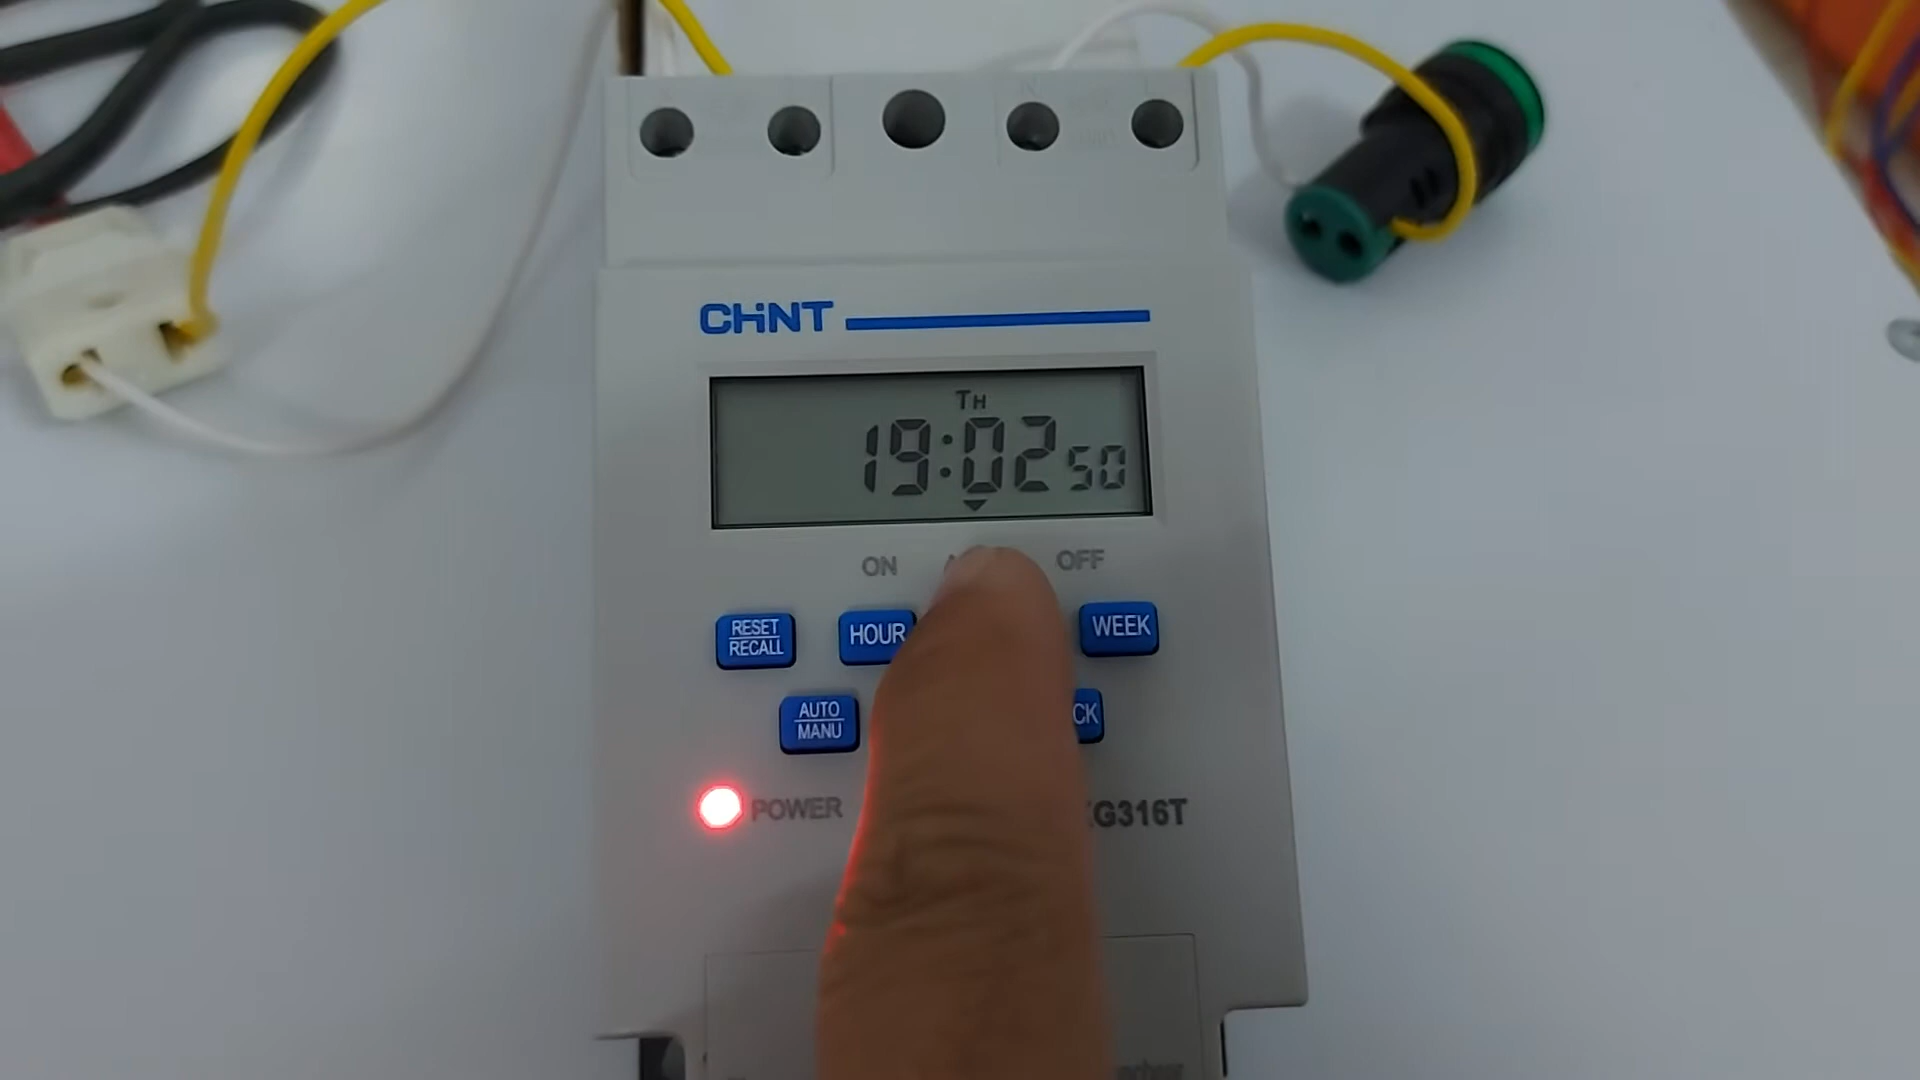 CHiNT
TH
19:02 50
ON OFF
RESET
RECALL
HOUR
WEEK
AUTO
MANU
CK
POWER
G316T